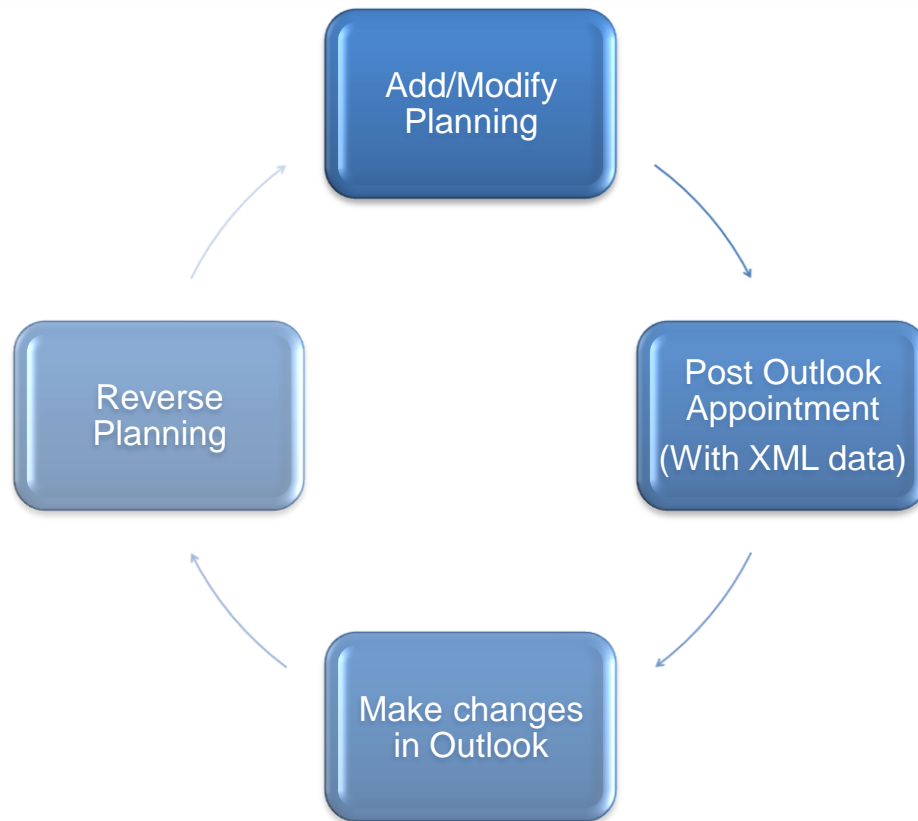 Add/Modify
Planning
Post Outlook
Appointment
(With XML data)
Make changes
in Outlook
Reverse
Planning